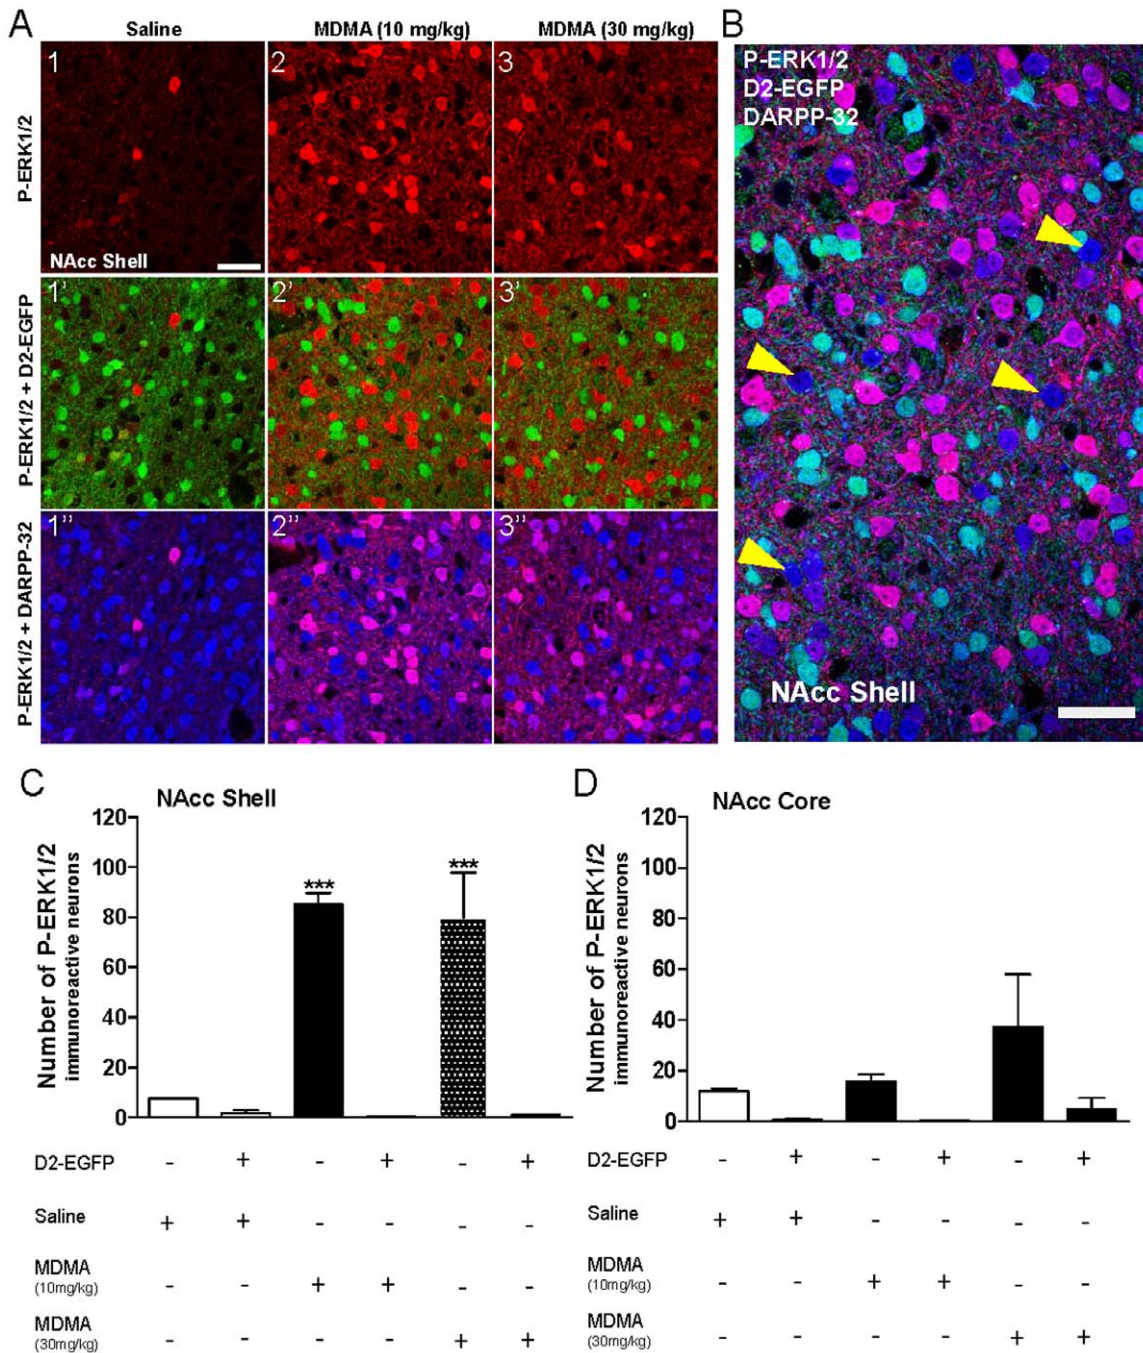 A
Saline
MDMA (10 mg/kg)
MDMA (30 mg/kg)
P-ERK1/2
1
2
3
NAcc Shell
P-ERK1/2 + D2-EGFP
1'
2'
3'
P-ERK1/2 + DARPP-32
1''
2''
3''
B
P-ERK1/2
D2-EGFP
DARPP-32
NAcc Shell
C
NAcc Shell
Number of P-ERK1/2
immunoreactive neurons
120
100
80
60
40
20
0
***
***
D2-EGFP - + - + - +
Saline + + - - - -
MDMA
(10mg/kg) - - + + - -
MDMA
(30mg/kg) - - - - + +
D
NAcc Core
Number of P-ERK1/2
immunoreactive neurons
120
100
80
60
40
20
0
D2-EGFP - + - + - +
Saline + + - - - -
MDMA
(10mg/kg) - - + + - -
MDMA
(30mg/kg) - - - - + +